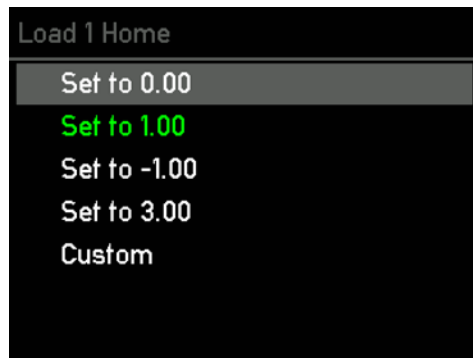 Load 1 Home
Set to 0.00
Set to 1.00
Set to -1.00
Set to 3.00
Custom